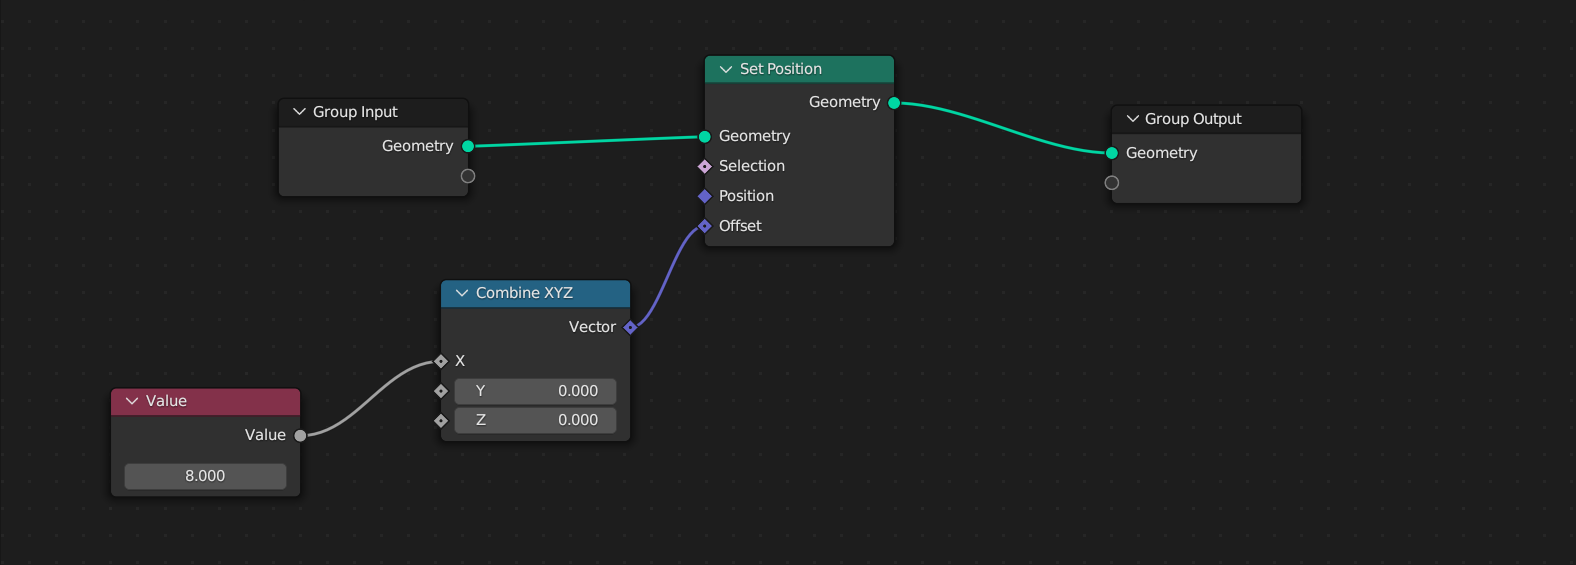 Group Input
Geometry
Set Position
Geometry
Geometry
Selection
Position
Offset
Group Output
Geometry
Combine XYZ
Vector
X
Y 0.000
Z 0.000
Value
Value
8.000